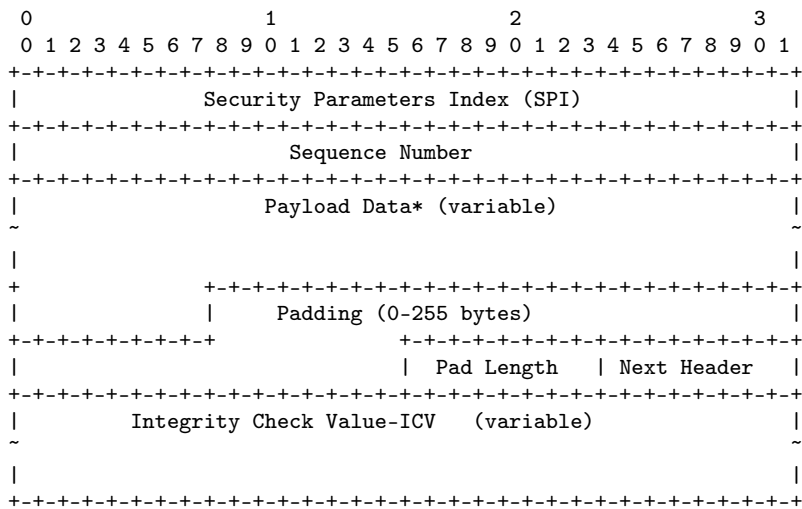 0                   1                   2                   3
 0 1 2 3 4 5 6 7 8 9 0 1 2 3 4 5 6 7 8 9 0 1 2 3 4 5 6 7 8 9 0 1
+-+-+-+-+-+-+-+-+-+-+-+-+-+-+-+-+-+-+-+-+-+-+-+-+-+-+-+-+-+-+-+-+
|               Security Parameters Index (SPI)                 |
+-+-+-+-+-+-+-+-+-+-+-+-+-+-+-+-+-+-+-+-+-+-+-+-+-+-+-+-+-+-+-+-+
|                      Sequence Number                          |
+-+-+-+-+-+-+-+-+-+-+-+-+-+-+-+-+-+-+-+-+-+-+-+-+-+-+-+-+-+-+-+-+
|                    Payload Data* (variable)                   |
~                                                               ~
|                                                               |
+               +-+-+-+-+-+-+-+-+-+-+-+-+-+-+-+-+-+-+-+-+-+-+-+-+
|               |     Padding (0-255 bytes)                     |
+-+-+-+-+-+-+-+-+               +-+-+-+-+-+-+-+-+-+-+-+-+-+-+-+-+
|                               |  Pad Length   | Next Header   |
+-+-+-+-+-+-+-+-+-+-+-+-+-+-+-+-+-+-+-+-+-+-+-+-+-+-+-+-+-+-+-+-+
|         Integrity Check Value-ICV   (variable)                |
~                                                               ~
|                                                               |
+-+-+-+-+-+-+-+-+-+-+-+-+-+-+-+-+-+-+-+-+-+-+-+-+-+-+-+-+-+-+-+-+